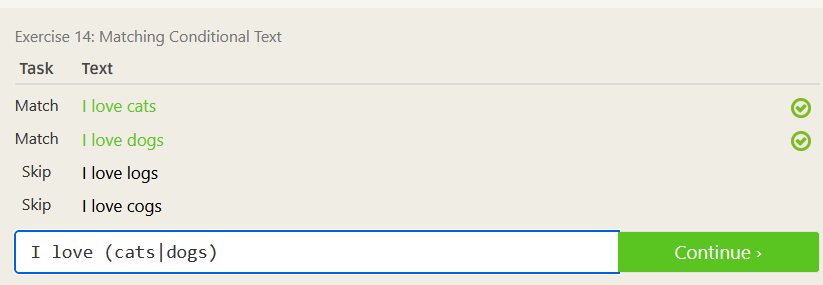 Exercise 14: Matching Conditional Text
Task Text
Match I love cats
Match I love dogs
Skip I love logs
Skip I love cogs
I love (cats|dogs) Continue ›